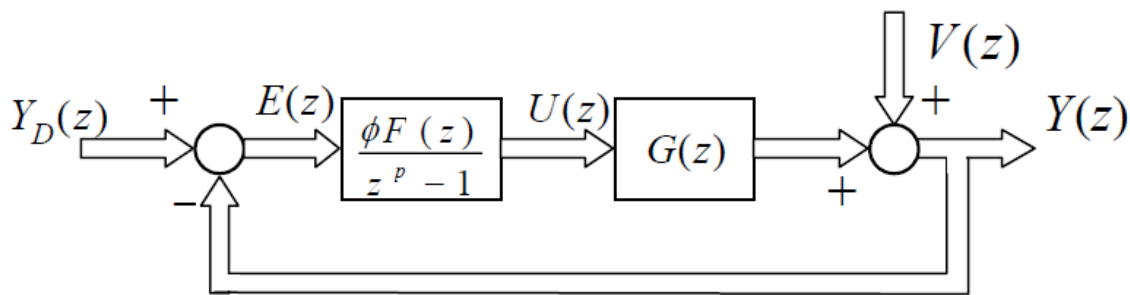 V(z)
Y_D(z) + E(z) φF(z) / z^p − 1 U(z) G(z) + + Y(z)
−